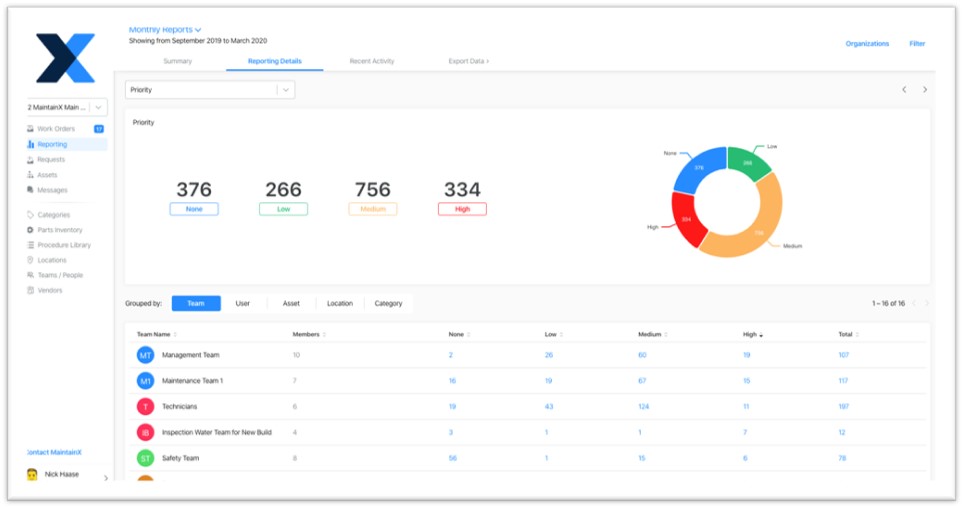 Monthly Reports
Showing from September 2019 to March 2020
Organizations
Filter
Summary
Reporting Details
Recent Activity
Export Data
2 MaintainX Main ...
Work Orders 17
Reporting
Requests
Assets
Messages
Categories
Parts Inventory
Procedure Library
Locations
Teams / People
Vendors
Contact MaintainX
Nick Haase
Priority
Priority
376 266 756 334
None Low Medium High
None
Low
High
Medium
376
266
334
756
Grouped by: Team User Asset Location Category
1 – 16 of 16
Team Name Members None Low Medium High Total
MT Management Team 10 2 26 60 19 107
M1 Maintenance Team 1 7 16 19 67 15 117
T Technicians 6 19 43 124 11 197
IB Inspection Water Team for New Build 4 3 1 1 7 12
ST Safety Team 8 56 1 15 6 78